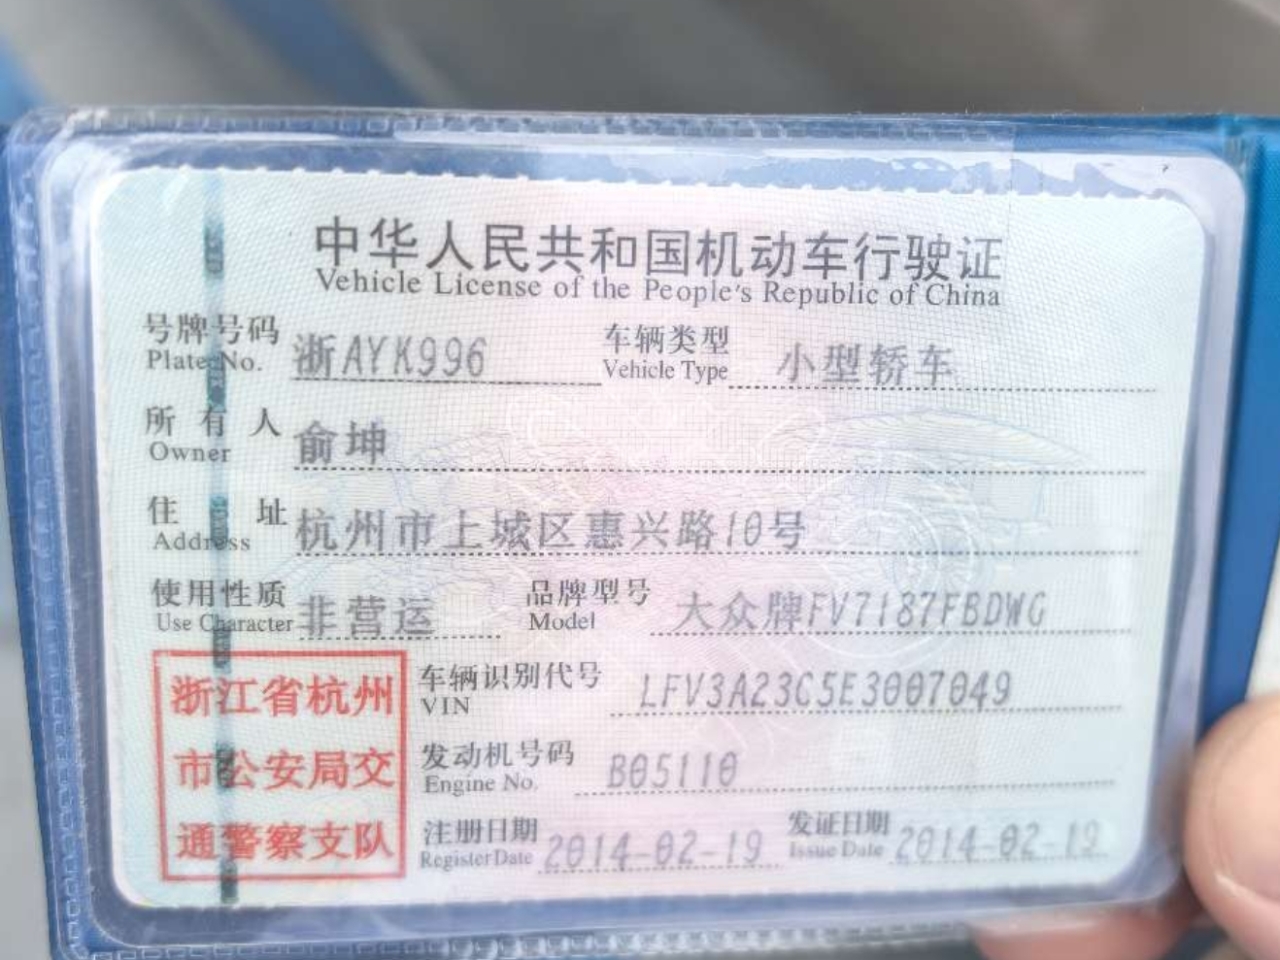 中华人民共和国机动车行驶证
Vehicle License of the People's Republic of China
号牌号码 浙AYK996 车辆类型 小型轿车
Plate No. Vehicle Type
所有人 俞坤
Owner
住址 杭州市上城区惠兴路10号
Address
使用性质 非营运 品牌型号 大众牌FV7187FBDWG
Use Character Model
车辆识别代号 LFV3A23C5E3007049
VIN
发动机号码 B05110
Engine No.
注册日期 2014-02-19 发证日期 2014-02-19
Register Date Issue Date
浙江省杭州
市公安局交
通警察支队